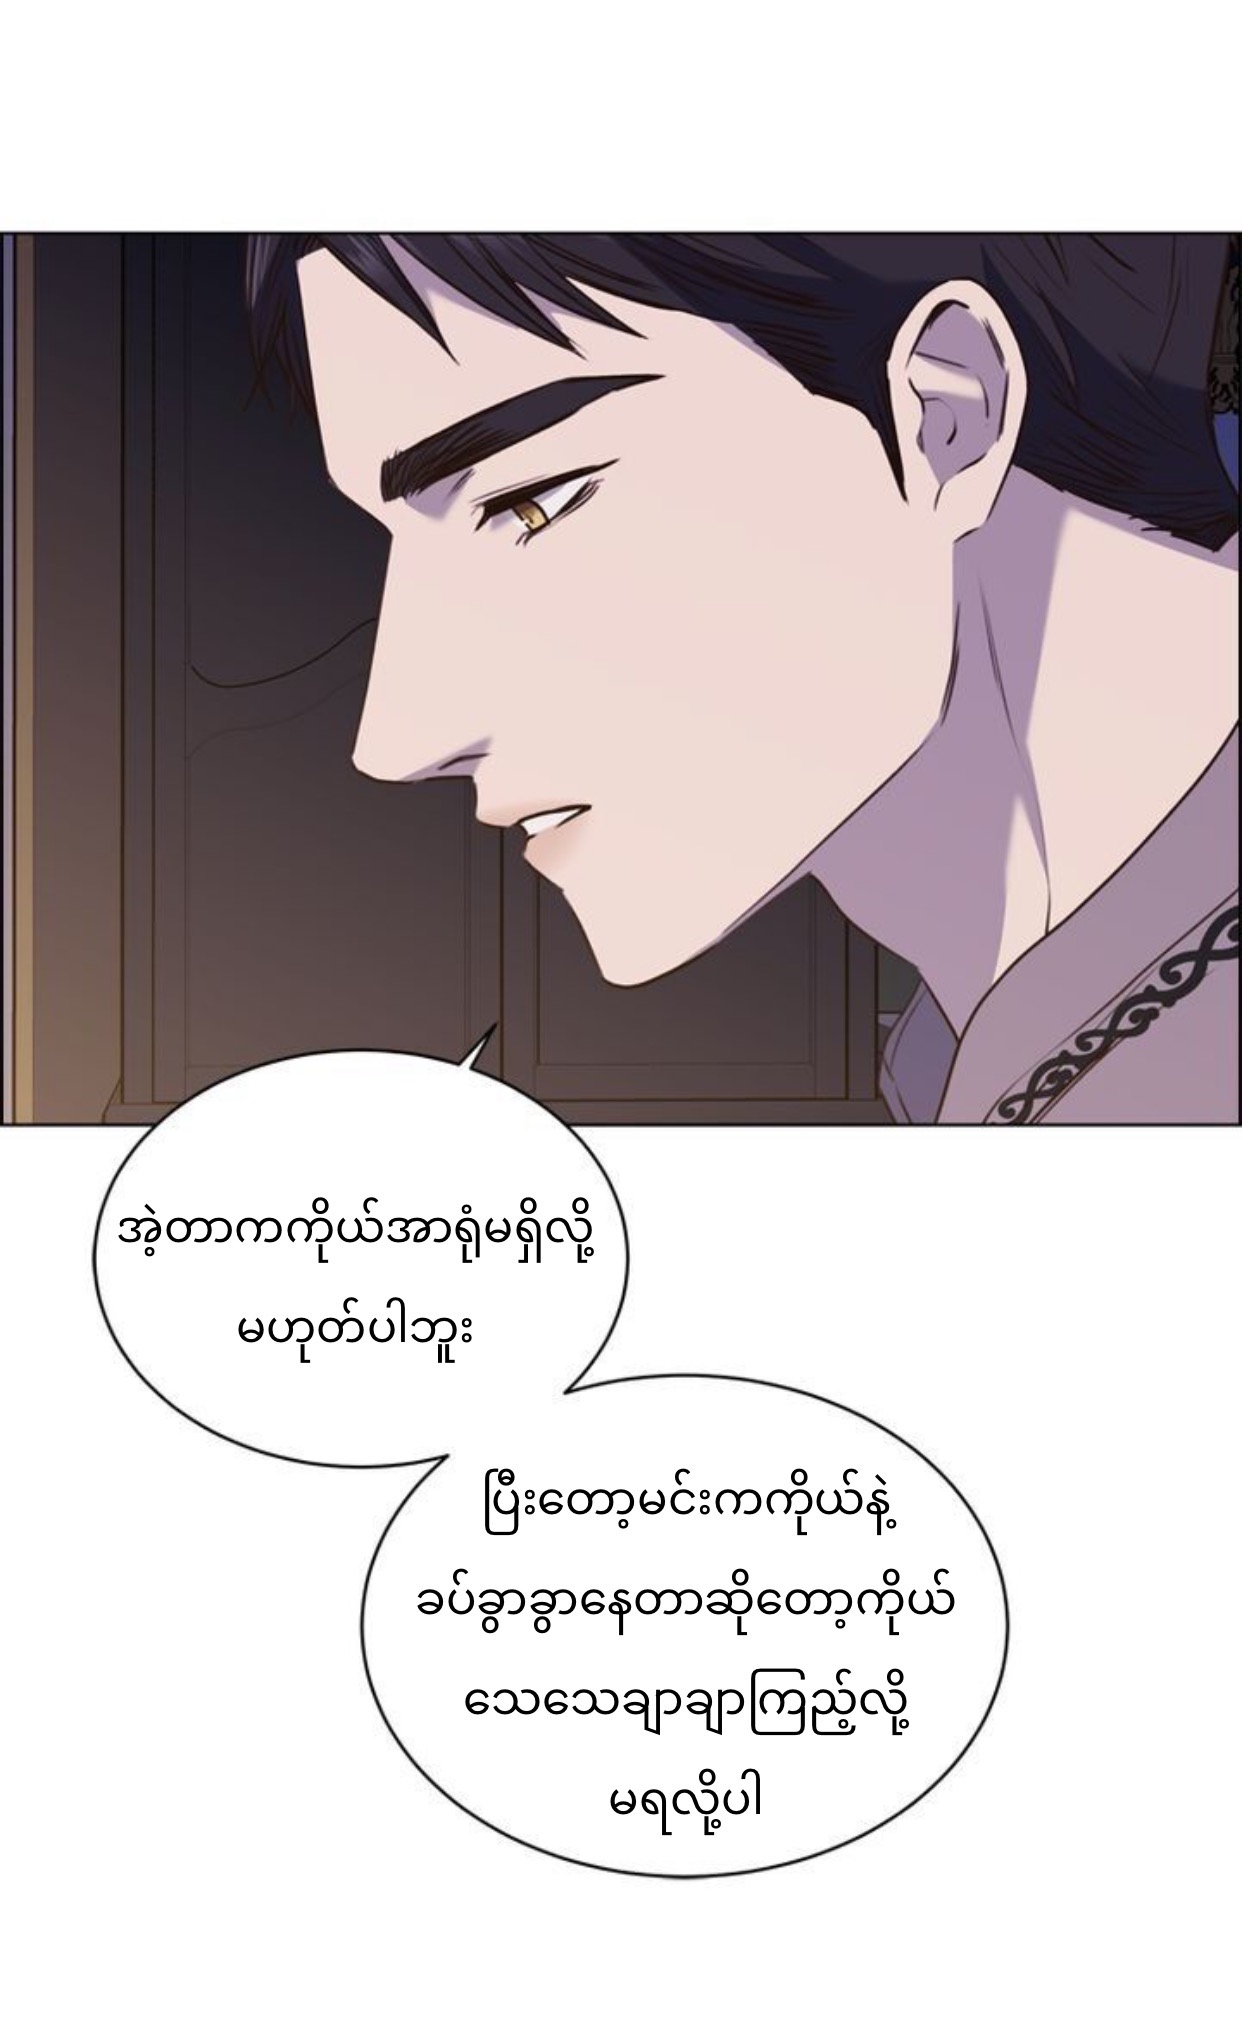 အဲ့တာကကိုယ်အာရုံမရှိလို့
မဟုတ်ပါဘူး
ပြီးတော့မင်းကကိုယ်နဲ့
ခပ်ခွာခွာနေတာဆိုတော့ကိုယ်
သေသေချာချာကြည့်လို့
မရလို့ပါ